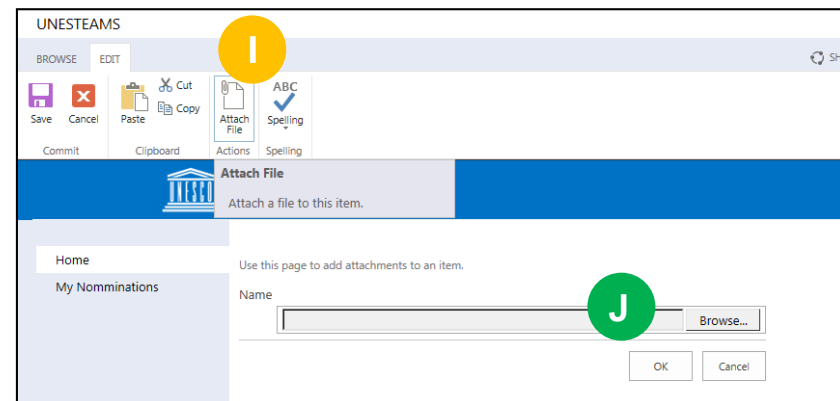 UNESTEAMS
BROWSE EDIT SH
I
Cut
Copy
ABC
Save Cancel Paste Attach File Spelling
Commit Clipboard Actions Spelling
UNESCO
Attach File
Attach a file to this item.
Home
My Nomminations
Use this page to add attachments to an item.
Name
J
Browse...
OK Cancel